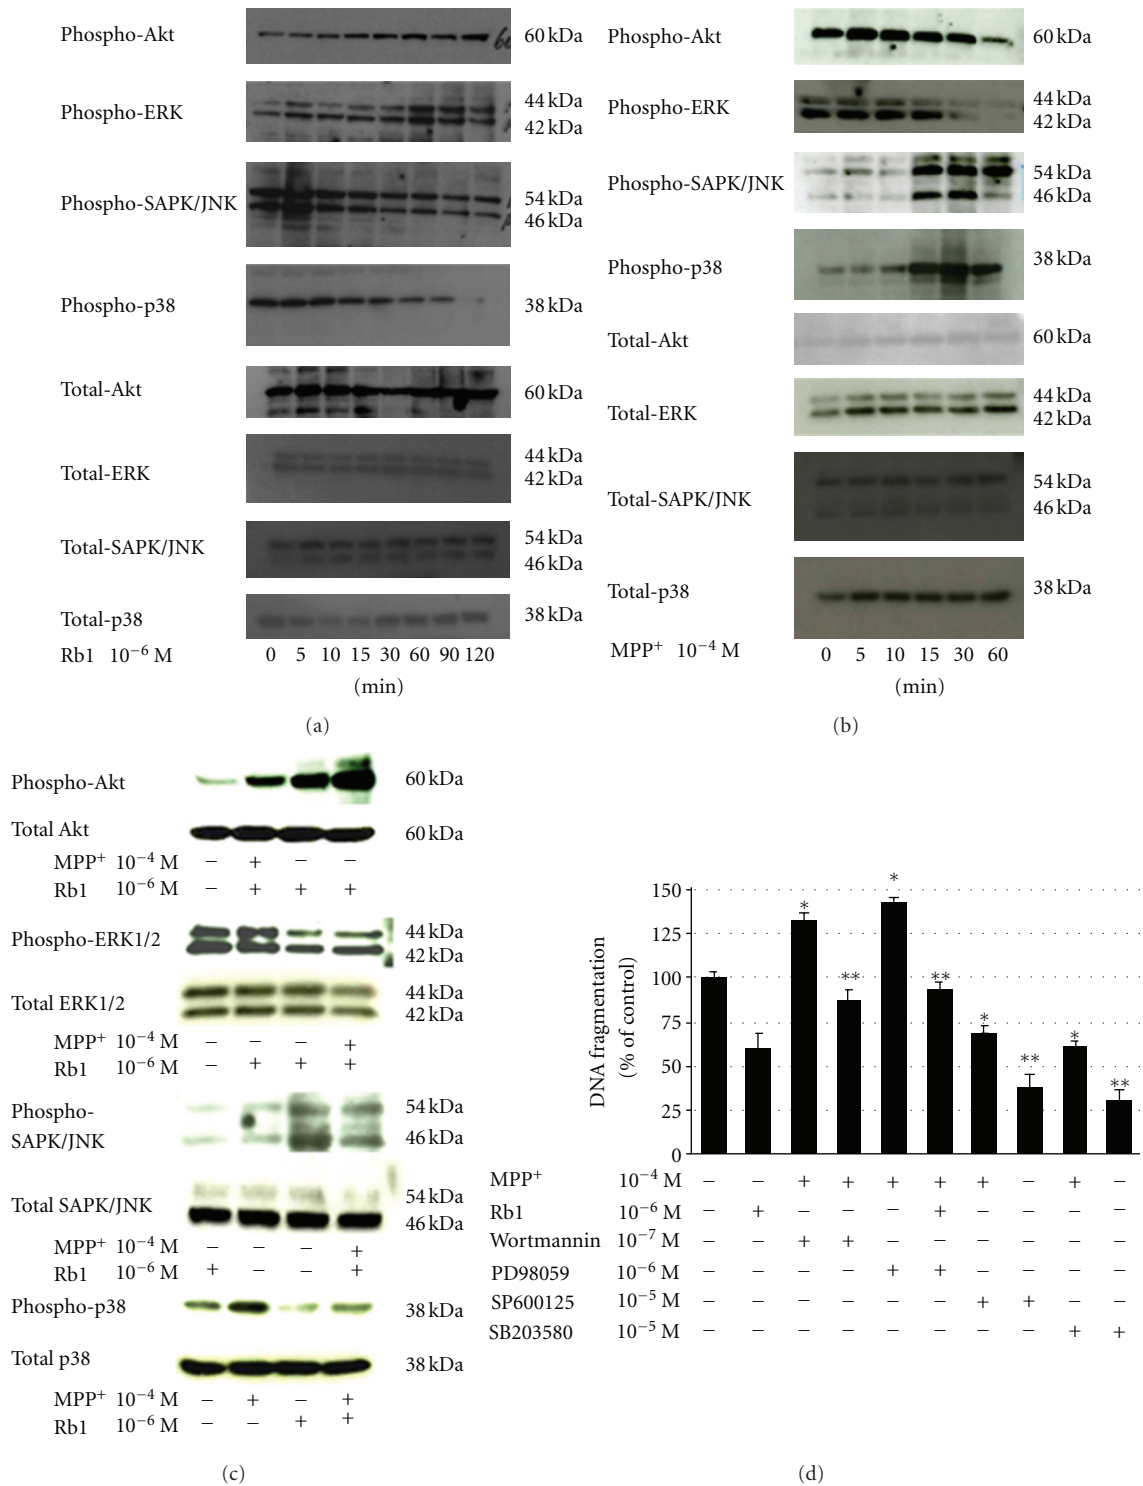 Phospho-Akt 60 kDa
Phospho-ERK 44 kDa
42 kDa
Phospho-SAPK/JNK 54 kDa
46 kDa
Phospho-p38 38 kDa
Total-Akt 60 kDa
Total-ERK 44 kDa
42 kDa
Total-SAPK/JNK 54 kDa
46 kDa
Total-p38 38 kDa
Rb1 10−6 M 0 5 10 15 30 60 90 120
(min)
(a)
Phospho-Akt 60 kDa
Phospho-ERK 44 kDa
42 kDa
Phospho-SAPK/JNK 54 kDa
46 kDa
Phospho-p38 38 kDa
Total-Akt 60 kDa
Total-ERK 44 kDa
42 kDa
Total-SAPK/JNK 54 kDa
46 kDa
Total-p38 38 kDa
MPP+ 10−4 M 0 5 10 15 30 60
(min)
(b)
Phospho-Akt 60 kDa
Total Akt 60 kDa
MPP+ 10−4 M − + − −
Rb1 10−6 M − + + +
Phospho-ERK1/2 44 kDa
42 kDa
Total ERK1/2 44 kDa
42 kDa
MPP+ 10−4 M − − − +
Rb1 10−6 M − + + +
Phospho- 54 kDa
SAPK/JNK 46 kDa
Total SAPK/JNK 54 kDa
46 kDa
MPP+ 10−4 M − − − +
Rb1 10−6 M + − − +
Phospho-p38 38 kDa
Total p38 38 kDa
MPP+ 10−4 M − + − +
Rb1 10−6 M − − + +
(c)
DNA fragmentation
(% of control)
150
125
100
75
50
25
0
* ** * ** * ** * **
MPP+ 10−4 M − − + + + + + − + −
Rb1 10−6 M − + − − − + − − − −
Wortmannin 10−7 M − − + + − − − − − −
PD98059 10−6 M − − − − + + − − − −
SP600125 10−5 M − − − − − − + + − −
SB203580 10−5 M − − − − − − − − + +
(d)